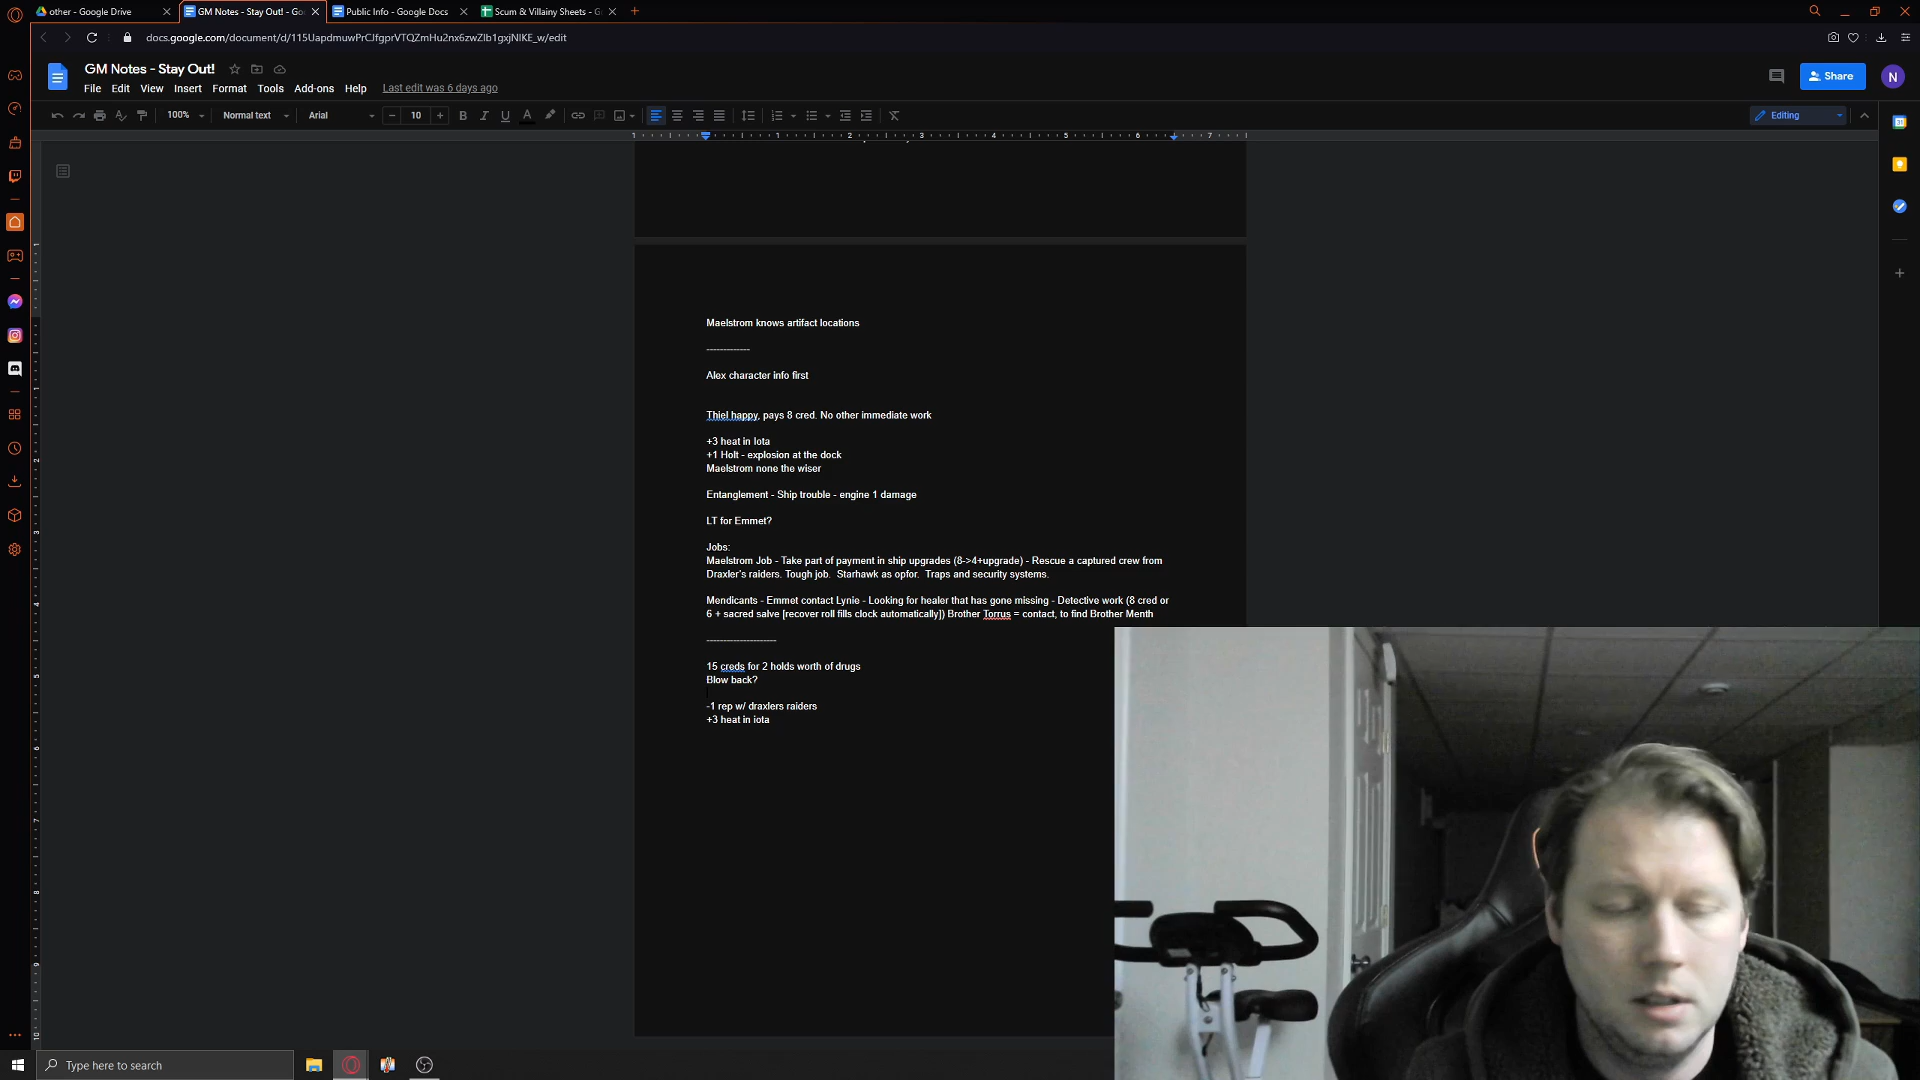 other - Google Drive
GM Notes - Stay Out! - Go
Public Info - Google Docs
Scum & Villainy Sheets - G
GM Notes - Stay Out!
File Edit View Insert Format Tools Add-ons Help Last edit was 6 days ago
Share
N
100% Normal text Arial 10
Editing
1 1 2 3 4 5 6 7
Maelstrom knows artifact locations
-------------
Alex character info first
Thiel happy, pays 8 cred. No other immediate work
+3 heat in Iota
+1 Holt - explosion at the dock
Maelstrom none the wiser
Entanglement - Ship trouble - engine 1 damage
LT for Emmet?
Jobs:
Maelstrom Job - Take part of payment in ship upgrades (8->4+upgrade) - Rescue a captured crew from
Draxler's raiders. Tough job. Starhawk as opfor. Traps and security systems.
Mendicants - Emmet contact Lynie - Looking for healer that has gone missing - Detective work (8 cred or
6 + sacred salve [recover roll fills clock automatically]) Brother Torrus = contact, to find Brother Menth
---------------------
15 creds for 2 holds worth of drugs
Blow back?
-1 rep w/ draxlers raiders
+3 heat in iota
Type here to search